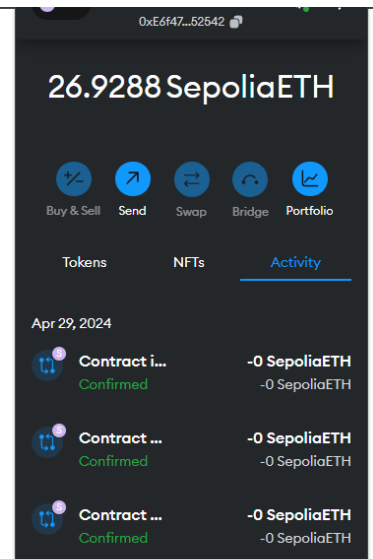 0xE6f47...52542
26.9288 SepoliaETH
Buy & Sell Send Swap Bridge Portfolio
Tokens NFTs Activity
Apr 29, 2024
S Contract i... -0 SepoliaETH
Confirmed -0 SepoliaETH
S Contract ... -0 SepoliaETH
Confirmed -0 SepoliaETH
S Contract ... -0 SepoliaETH
Confirmed -0 SepoliaETH